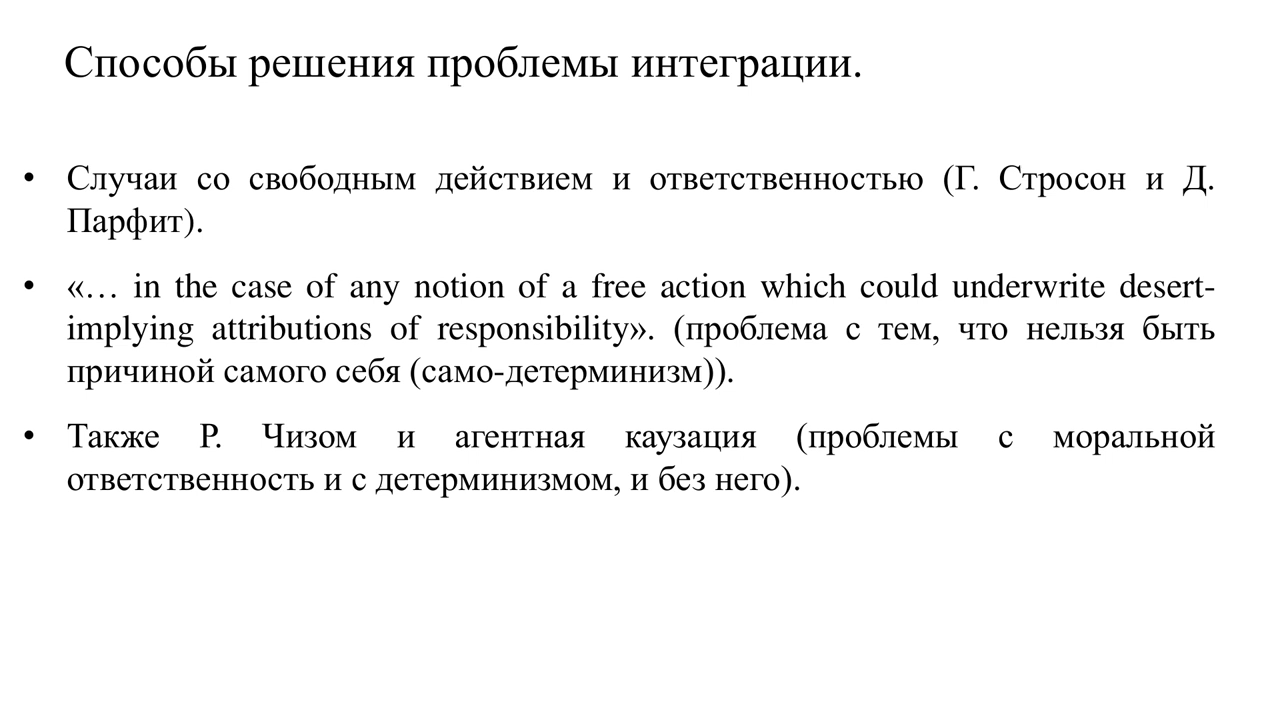 Способы решения проблемы интеграции.
• Случаи со свободным действием и ответственностью (Г. Стросон и Д.
Парфит).
• «… in the case of any notion of a free action which could underwrite desert-
implying attributions of responsibility». (проблема с тем, что нельзя быть
причиной самого себя (само-детерминизм)).
• Также Р. Чизом и агентная каузация (проблемы с моральной
ответственность и с детерминизмом, и без него).